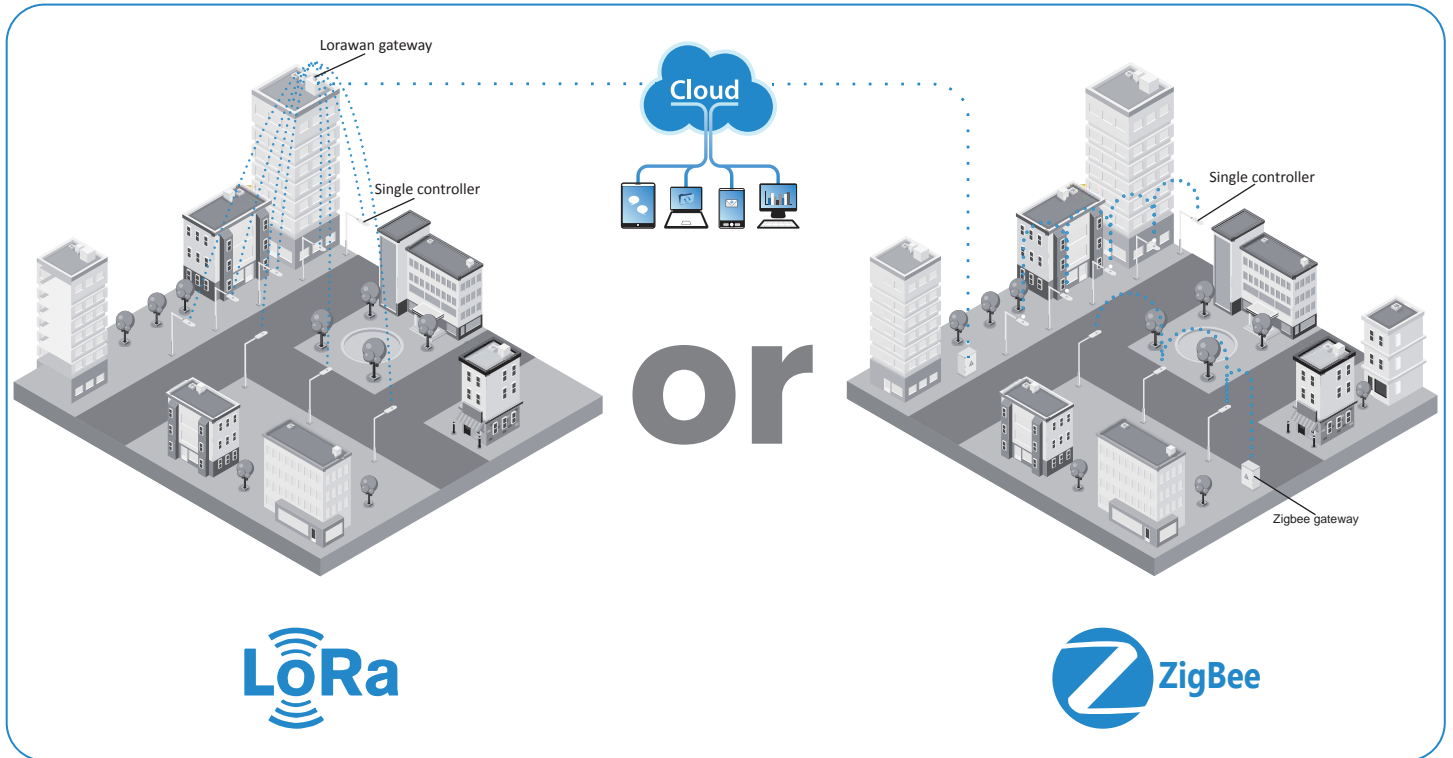 Lorawan gateway
Single controller
Cloud
or
Single controller
Zigbee gateway
LoRa
ZigBee